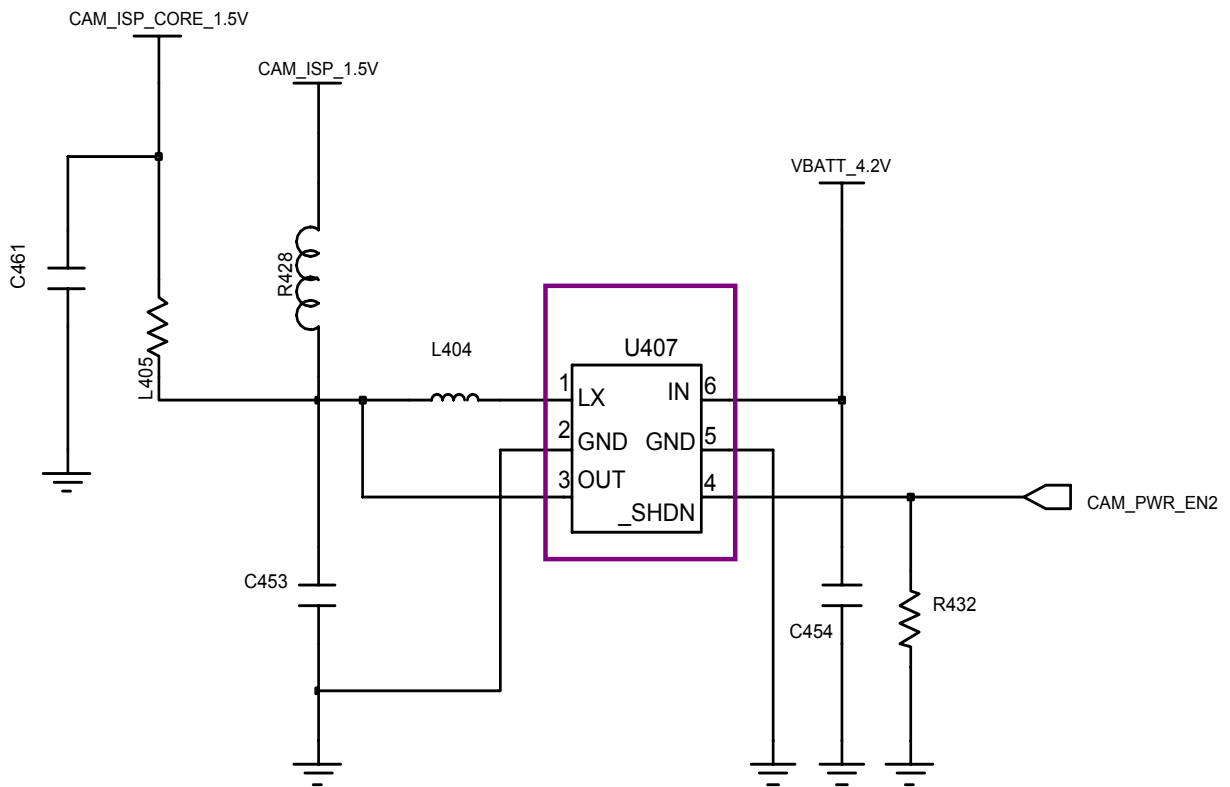 CAM_ISP_CORE_1.5V
CAM_ISP_1.5V
VBATT_4.2V
C461
R428
L405
L404
U407
1
LX
IN
6
2
GND
GND
5
3
OUT
4
_SHDN
CAM_PWR_EN2
C453
C454
R432